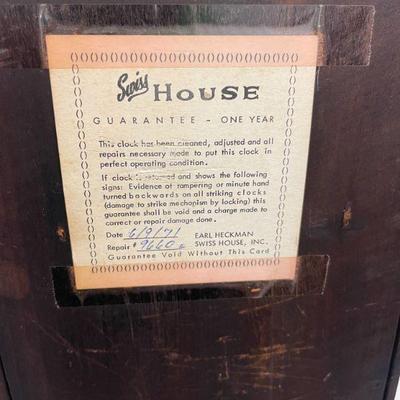 Swiss HOUSE
GUARANTEE - ONE YEAR
This clock has been cleaned, adjusted and all
repairs necessary made to put this clock in
perfect operating condition.
If clock is returned and shows the following
signs: Evidence of tampering or minute hand
turned backwards on all striking clocks
(damage to strike mechanism by locking) this
guarantee shall be void and a charge made to
correct or repair damage done.
Date 6/9/71 EARL HECKMAN
Repair # 9660 SWISS HOUSE, INC.
Guarantee Void Without This Card